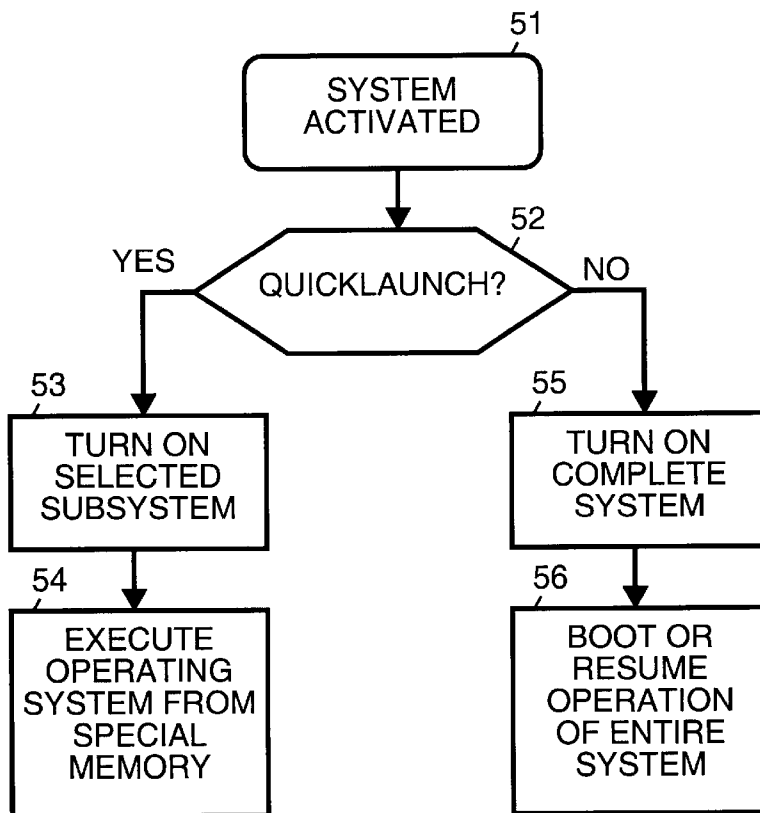 51
SYSTEM
ACTIVATED
52
YES
QUICKLAUNCH?
NO
53
TURN ON
SELECTED
SUBSYSTEM
55
TURN ON
COMPLETE
SYSTEM
54
EXECUTE
OPERATING
SYSTEM FROM
SPECIAL
MEMORY
56
BOOT OR
RESUME
OPERATION
OF ENTIRE
SYSTEM